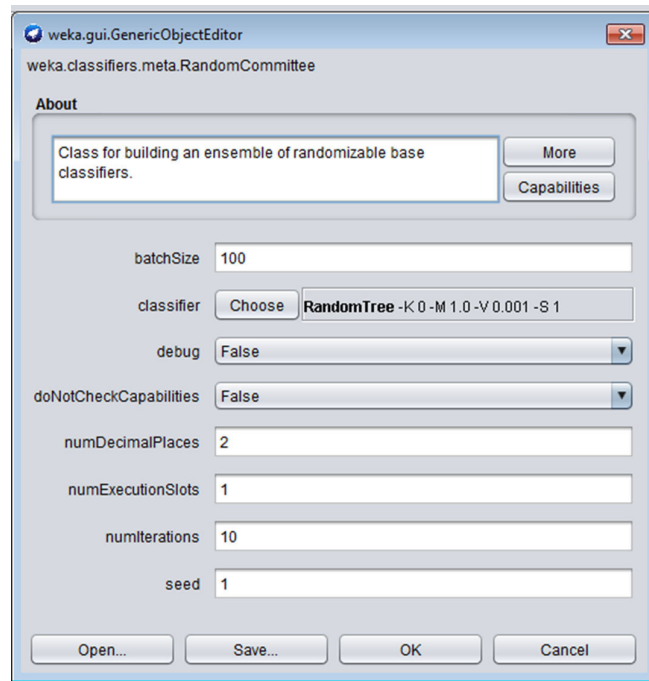 weka.gui.GenericObjectEditor
weka.classifiers.meta.RandomCommittee
About
Class for building an ensemble of randomizable base
classifiers.
More
Capabilities
batchSize 100
classifier Choose RandomTree -K 0 -M 1.0 -V 0.001 -S 1
debug False
doNotCheckCapabilities False
numDecimalPlaces 2
numExecutionSlots 1
numIterations 10
seed 1
Open... Save... OK Cancel